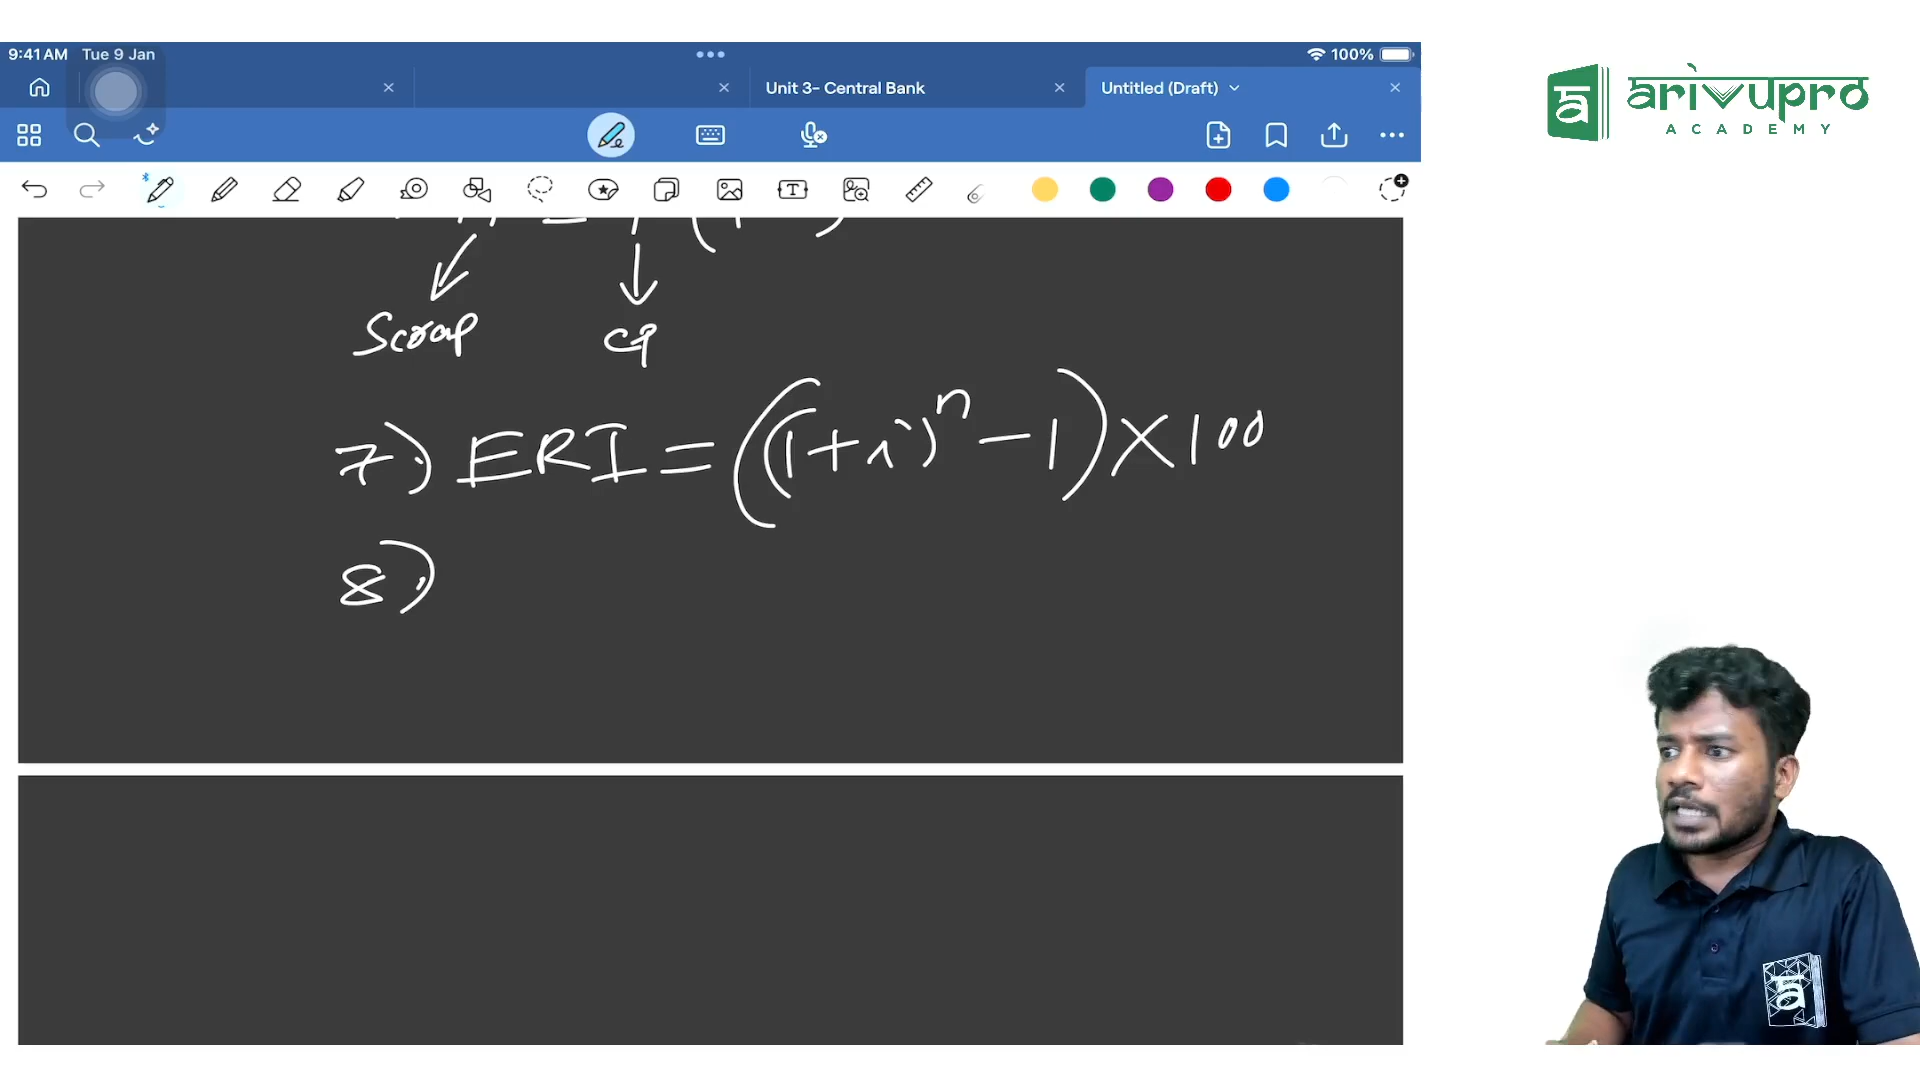 9:41 AM Tue 9 Jan
100%
Unit 3- Central Bank
Untitled (Draft)
arivupro
ACADEMY
Scrap
7) ERI = ((1+i)^n - 1) × 100
8)